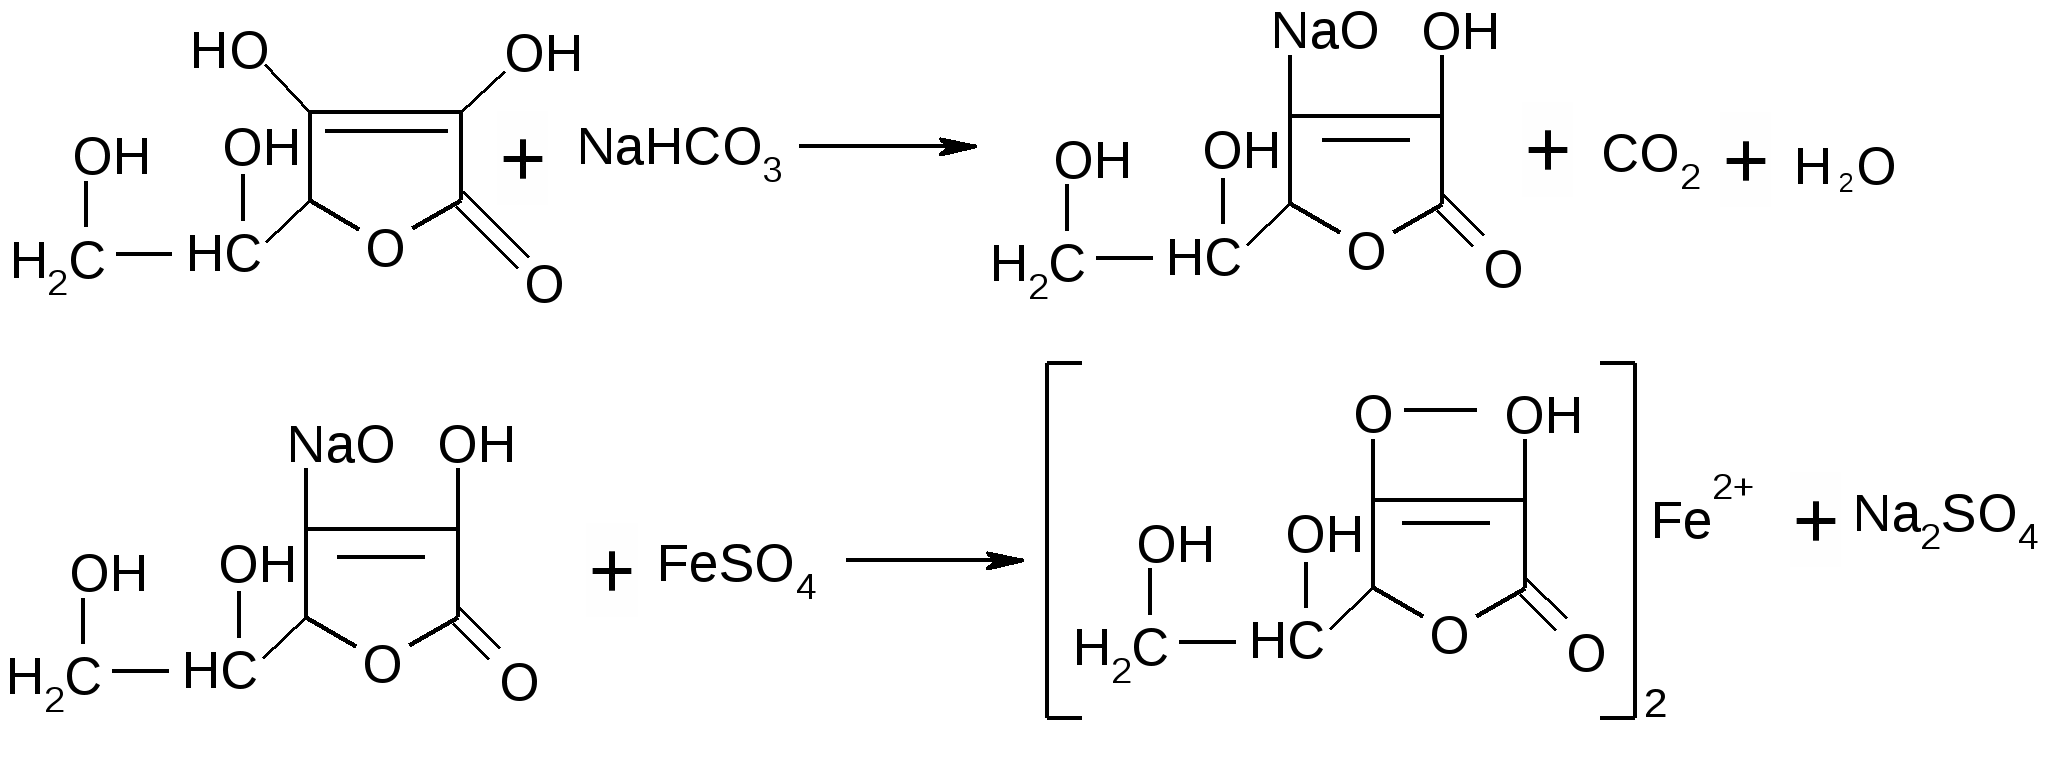 NaO OH
HO OH
OH OH + NaHCO3 OH OH + CO2 + H2O
H2C HC O O H2C HC O O
O OH
NaO OH
Fe2+ + Na2SO4
OH OH + FeSO4 OH OH
H2C HC O O H2C HC O O
2